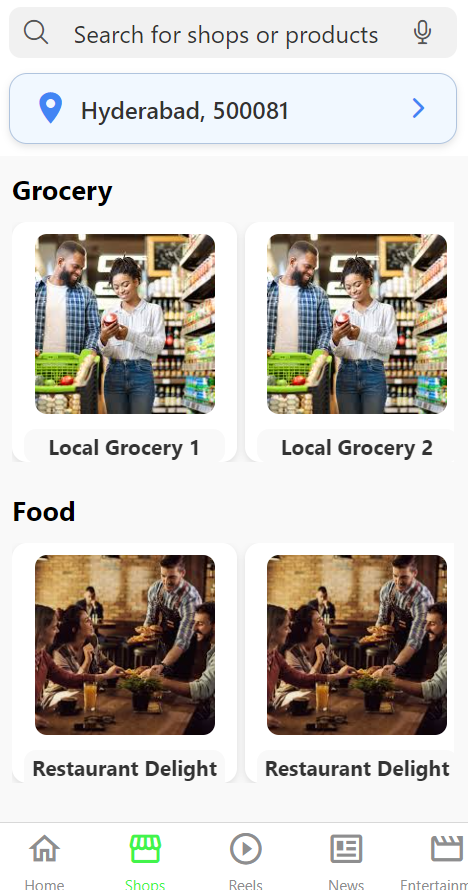 Search for shops or products
Hyderabad, 500081
Grocery
Local Grocery 1
Local Grocery 2
Food
Restaurant Delight
Restaurant Delight
Home
Shops
Reels
News
Entertainm